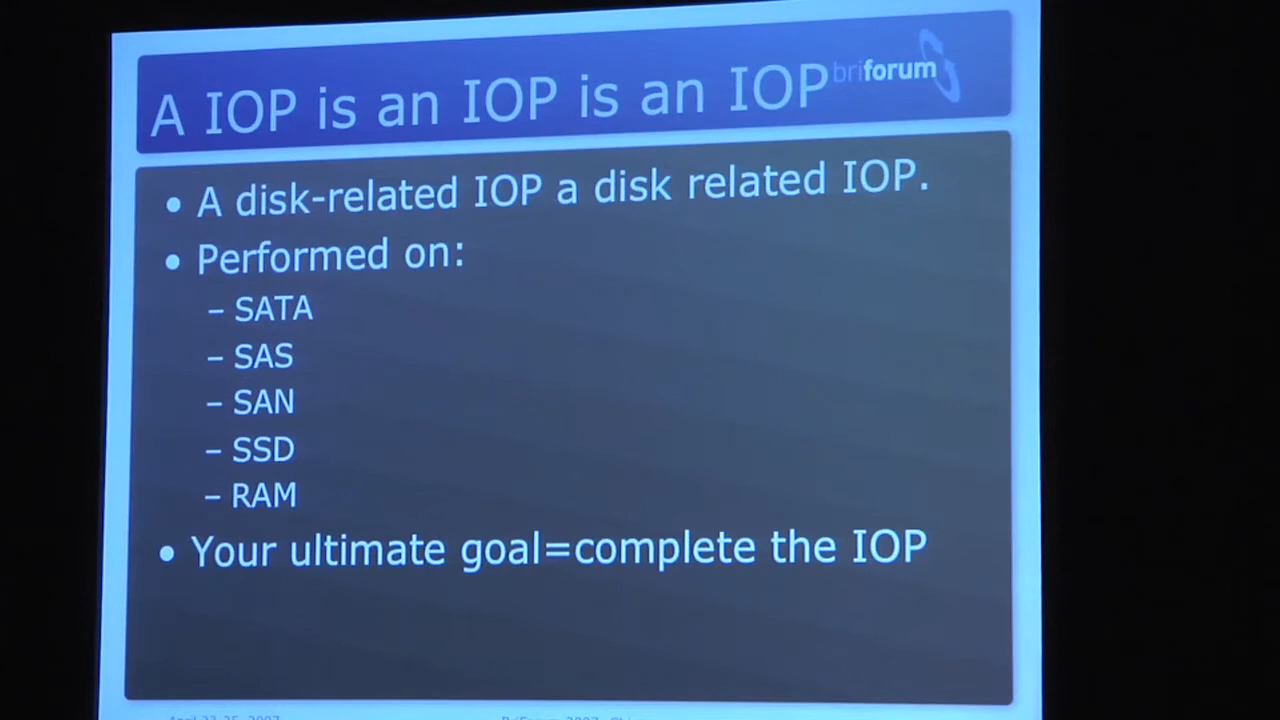 A IOP is an IOP is an IOP
briforum
• A disk-related IOP a disk related IOP.
• Performed on:
– SATA
– SAS
– SAN
– SSD
– RAM
• Your ultimate goal=complete the IOP